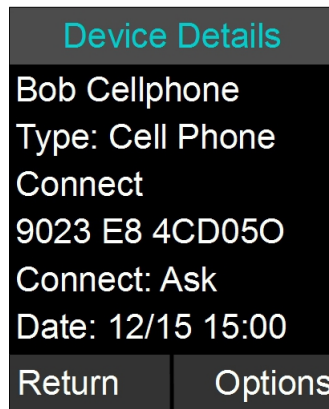 Device Details
Bob Cellphone
Type: Cell Phone
Connect
9023 E8 4CD05O
Connect: Ask
Date: 12/15 15:00
Return Options